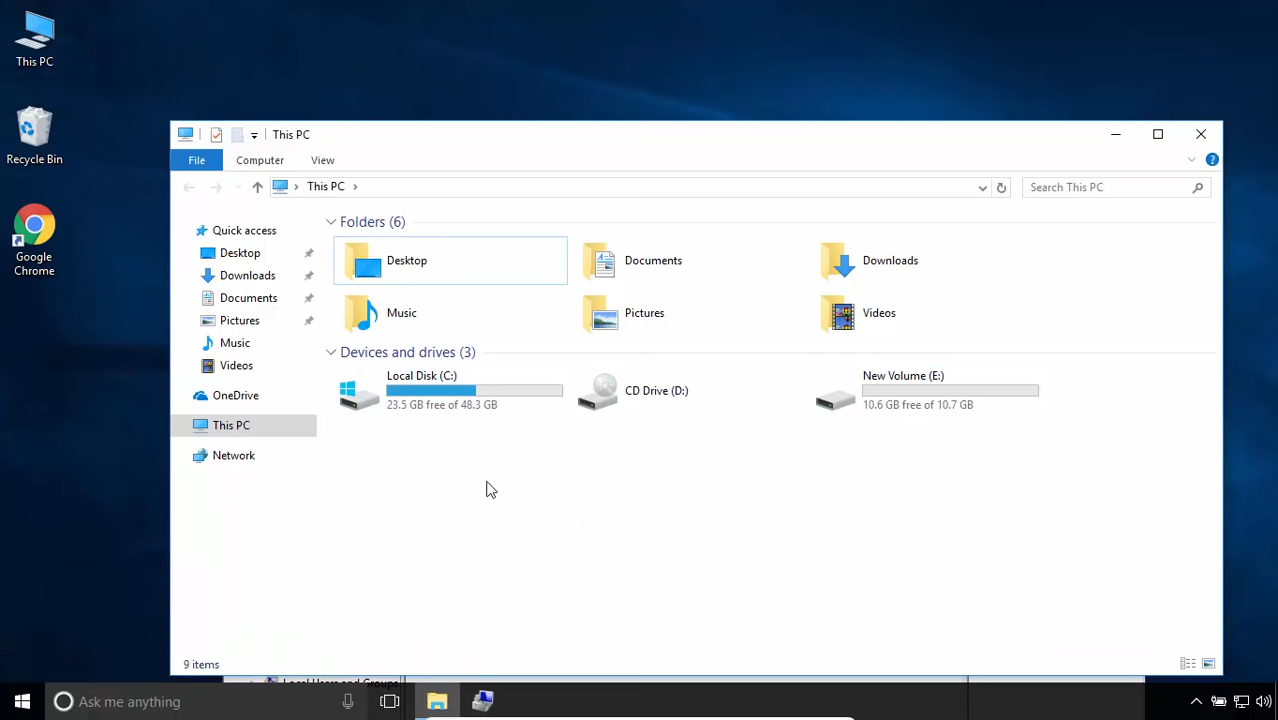 This PC
Recycle Bin
Google
Chrome
This PC
File Computer View
This PC
Search This PC
Quick access
Desktop
Downloads
Documents
Pictures
Music
Videos
OneDrive
This PC
Network
Folders (6)
Desktop
Documents
Downloads
Music
Pictures
Videos
Devices and drives (3)
Local Disk (C:)
23.5 GB free of 48.3 GB
CD Drive (D:)
New Volume (E:)
10.6 GB free of 10.7 GB
9 items
Local Users and Groups
Ask me anything